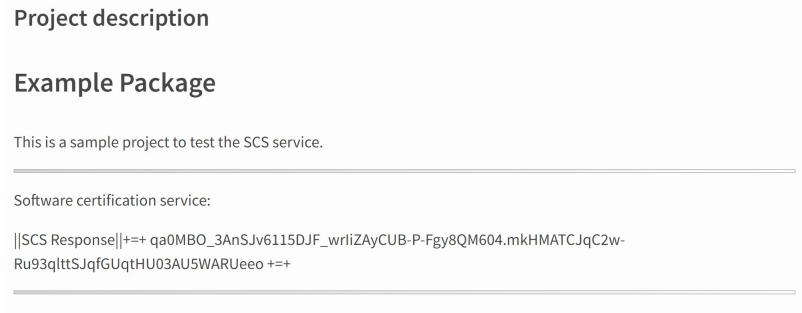 Project description
Example Package
This is a sample project to test the SCS service.
Software certification service:
||SCS Response||+=+ qa0MBO_3AnSJv6115DJF_wrIiZAyCUB-P-Fgy8QM604.mkHMATCJqC2w-
Ru93qlttSJqfGUqtHU03AU5WARUeeo +=+